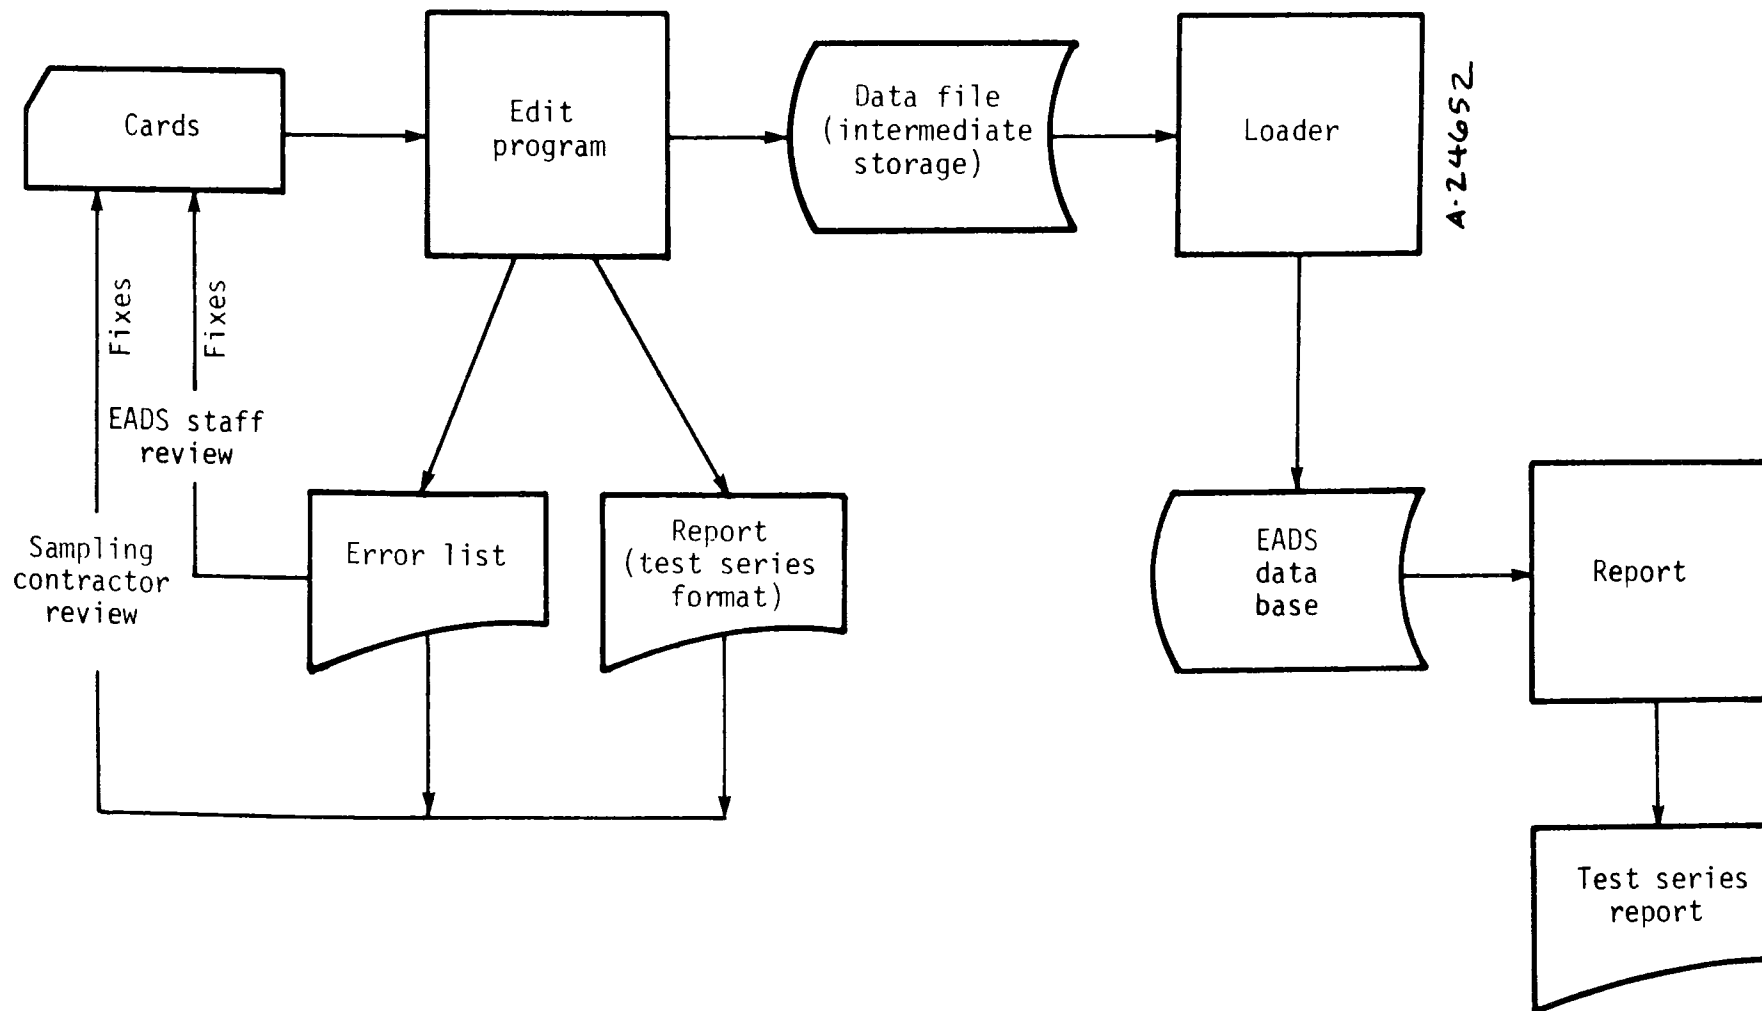 Cards
Edit
program
Data file
(intermediate
storage)
Loader
A-24652
Fixes
Fixes
EADS staff
review
Sampling
contractor
review
Error list
Report
(test series
format)
EADS
data
base
Report
Test series
report